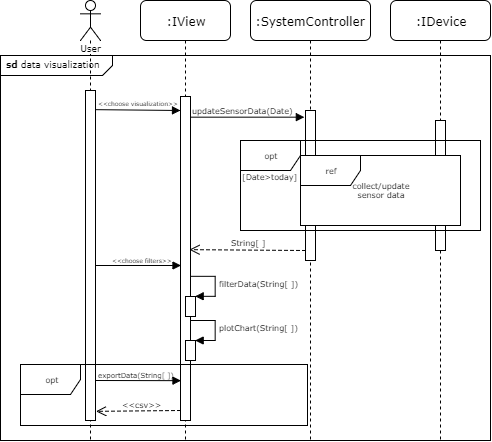 :IView
:SystemController
:IDevice
User
sd data visualization
<<choose visualization>>
updateSensorData(Date)
opt
[Date>today]
ref
collect/update
sensor data
String[ ]
<<choose filters>>
filterData(String[ ])
plotChart(String[ ])
opt
exportData(String[ ])
<<csv>>